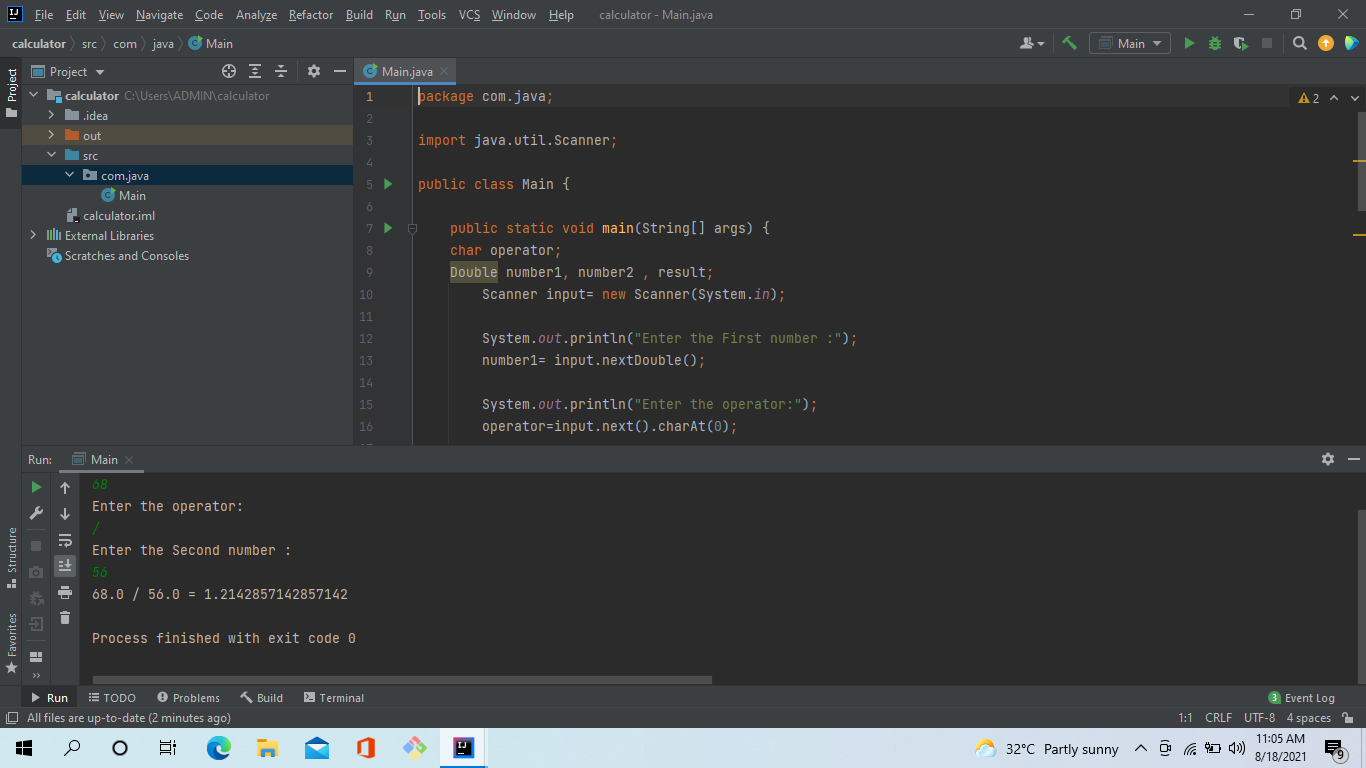 File Edit View Navigate Code Analyze Refactor Build Run Tools VCS Window Help calculator - Main.java
calculator src com java Main
Main
Project
Main.java
Project
calculator C:\Users\ADMIN\calculator
.idea
out
src
com.java
Main
calculator.iml
External Libraries
Scratches and Consoles
2
1 package com.java;
2
3 import java.util.Scanner;
4
5 public class Main {
6
7 public static void main(String[] args) {
8 char operator;
9 Double number1, number2 , result;
10 Scanner input= new Scanner(System.in);
11
12 System.out.println("Enter the First number :");
13 number1= input.nextDouble();
14
15 System.out.println("Enter the operator:");
16 operator=input.next().charAt(0);
Run: Main
68
Enter the operator:
/
Enter the Second number :
56
68.0 / 56.0 = 1.2142857142857142
Process finished with exit code 0
Structure
Favorites
Run TODO Problems Build Terminal
3 Event Log
All files are up-to-date (2 minutes ago)
1:1 CRLF UTF-8 4 spaces
32°C Partly sunny
11:05 AM
8/18/2021
9